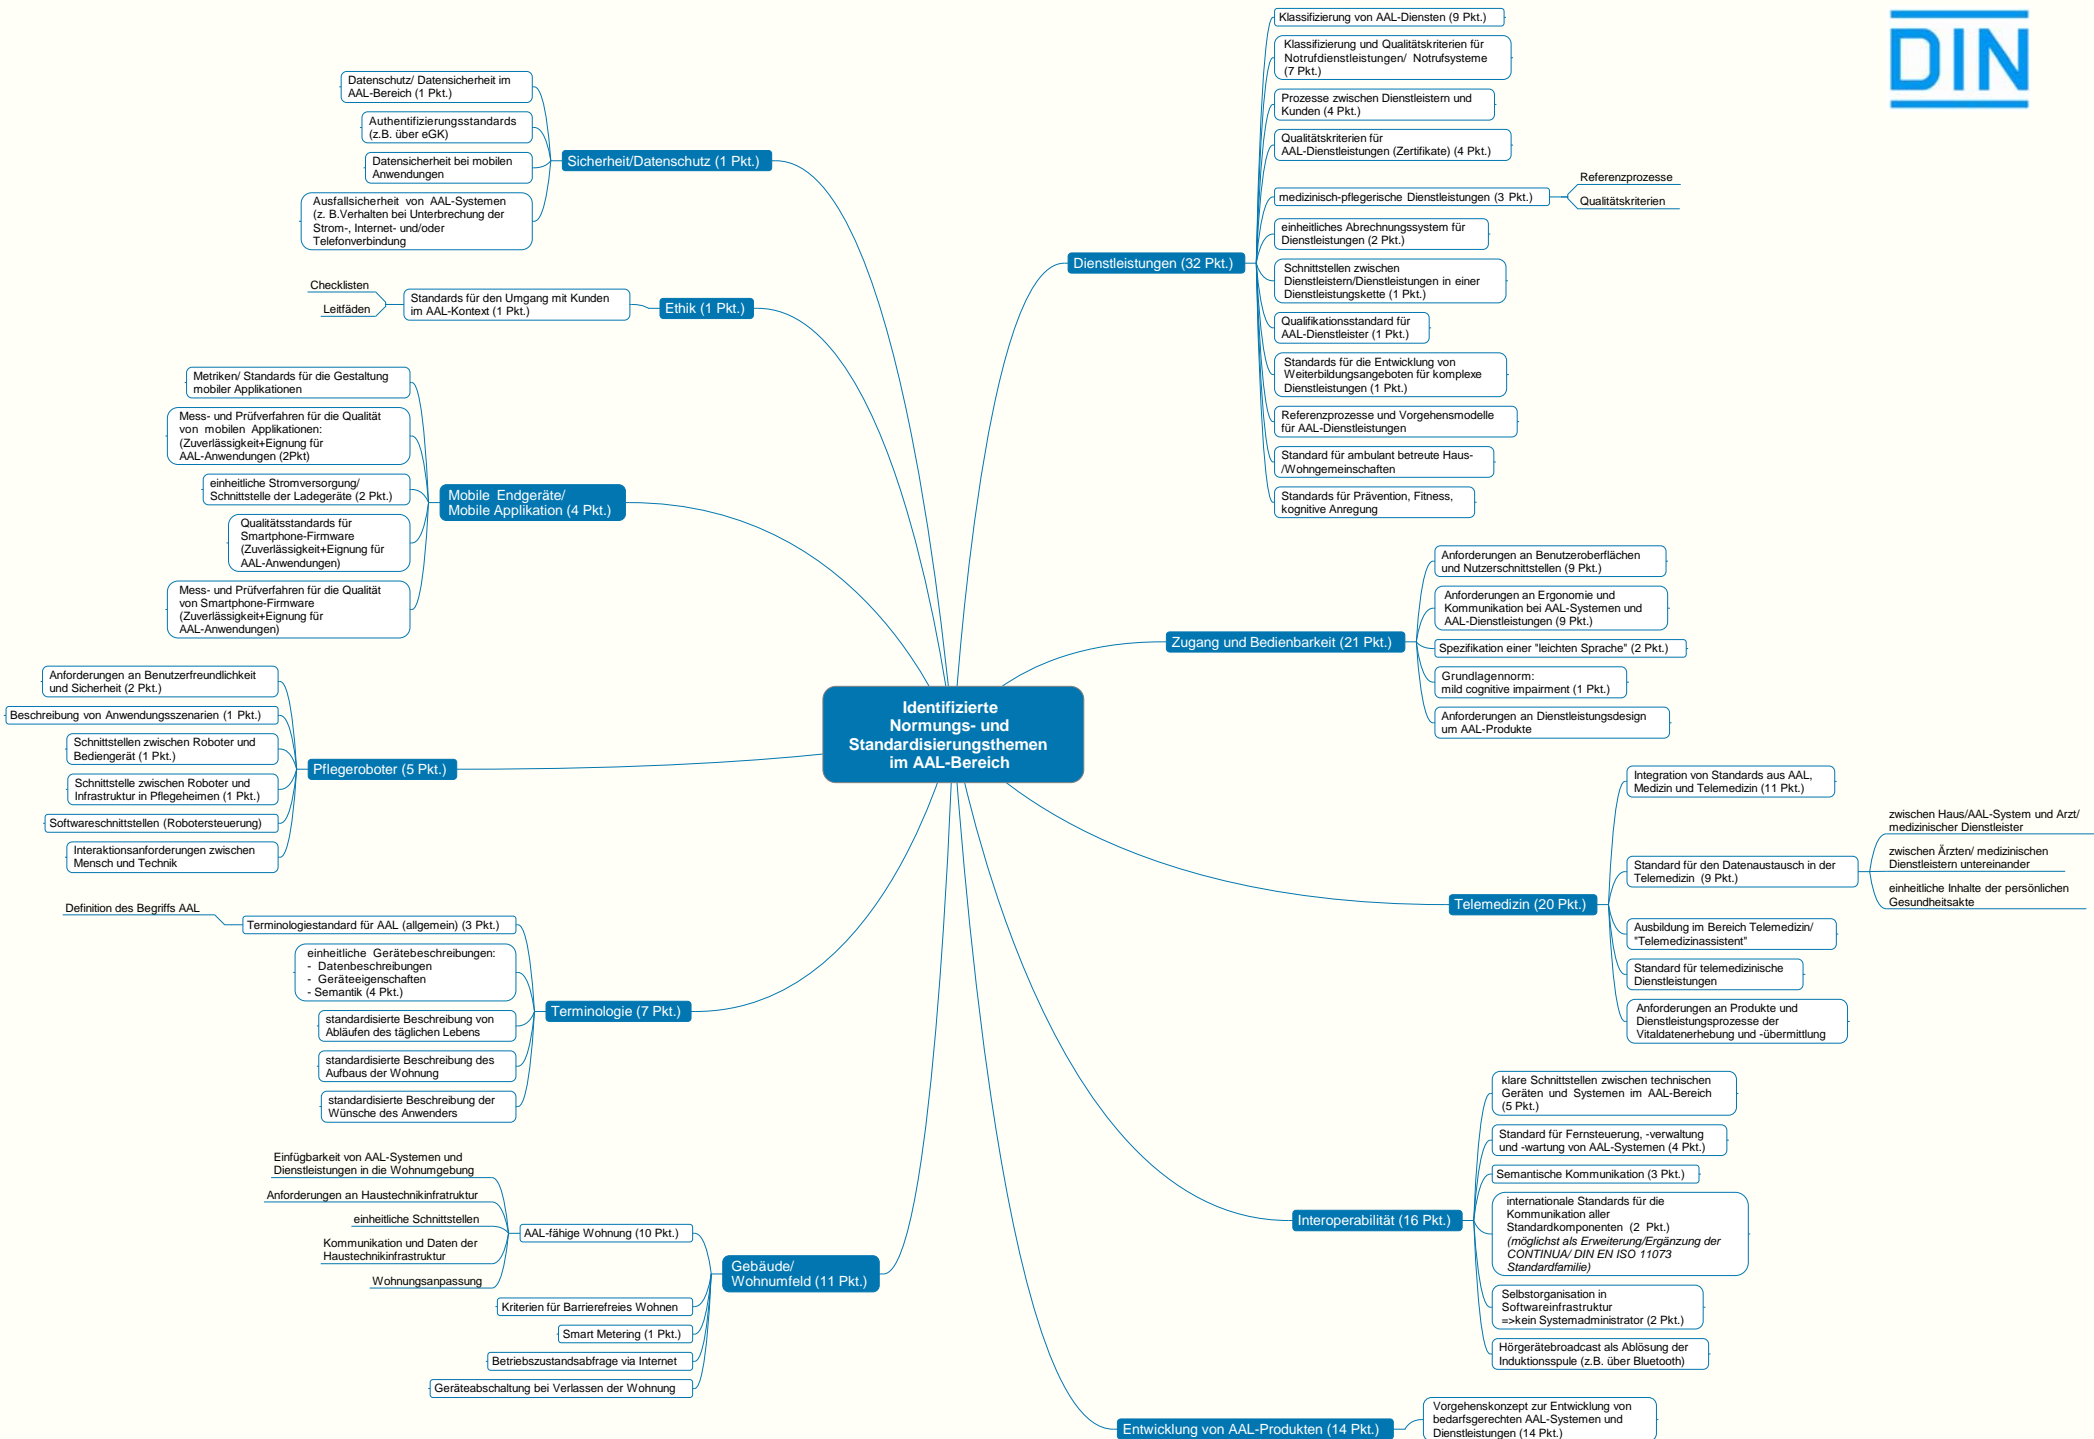 DIN
Identifizierte
Normungs- und
Standardisierungsthemen
im AAL-Bereich
Dienstleistungen (32 Pkt.)
Klassifizierung von AAL-Diensten (9 Pkt.)
Klassifizierung und Qualitätskriterien für
Notrufdienstleistungen/ Notrufsysteme
(7 Pkt.)
Prozesse zwischen Dienstleistern und
Kunden (4 Pkt.)
Qualitätskriterien für
AAL-Dienstleistungen (Zertifikate) (4 Pkt.)
medizinisch-pflegerische Dienstleistungen (3 Pkt.)
Referenzprozesse
Qualitätskriterien
einheitliches Abrechnungssystem für
Dienstleistungen (2 Pkt.)
Schnittstellen zwischen
Dienstleistern/Dienstleistungen in einer
Dienstleistungskette (1 Pkt.)
Qualifikationsstandard für
AAL-Dienstleister (1 Pkt.)
Standards für die Entwicklung von
Weiterbildungsangeboten für komplexe
Dienstleistungen (1 Pkt.)
Referenzprozesse und Vorgehensmodelle
für AAL-Dienstleistungen
Standard für ambulant betreute Haus-
/Wohngemeinschaften
Standards für Prävention, Fitness,
kognitive Anregung
Zugang und Bedienbarkeit (21 Pkt.)
Anforderungen an Benutzeroberflächen
und Nutzerschnittstellen (9 Pkt.)
Anforderungen an Ergonomie und
Kommunikation bei AAL-Systemen und
AAL-Dienstleistungen (9 Pkt.)
Spezifikation einer "leichten Sprache" (2 Pkt.)
Grundlagennorm:
mild cognitive impairment (1 Pkt.)
Anforderungen an Dienstleistungsdesign
um AAL-Produkte
Telemedizin (20 Pkt.)
Integration von Standards aus AAL,
Medizin und Telemedizin (11 Pkt.)
Standard für den Datenaustausch in der
Telemedizin (9 Pkt.)
zwischen Haus/AAL-System und Arzt/
medizinischer Dienstleister
zwischen Ärzten/ medizinischen
Dienstleistern untereinander
einheitliche Inhalte der persönlichen
Gesundheitsakte
Ausbildung im Bereich Telemedizin/
"Telemedizinassistent"
Standard für telemedizinische
Dienstleistungen
Anforderungen an Produkte und
Dienstleistungsprozesse der
Vitaldatenerhebung und -übermittlung
Interoperabilität (16 Pkt.)
klare Schnittstellen zwischen technischen
Geräten und Systemen im AAL-Bereich
(5 Pkt.)
Standard für Fernsteuerung, -verwaltung
und -wartung von AAL-Systemen (4 Pkt.)
Semantische Kommunikation (3 Pkt.)
internationale Standards für die
Kommunikation aller
Standardkomponenten (2 Pkt.)
(möglichst als Erweiterung/Ergänzung der
CONTINUA/ DIN EN ISO 11073
Standardfamilie)
Selbstorganisation in
Softwareinfrastruktur
=>kein Systemadministrator (2 Pkt.)
Hörgerätebroadcast als Ablösung der
Induktionsspule (z.B. über Bluetooth)
Entwicklung von AAL-Produkten (14 Pkt.)
Vorgehenskonzept zur Entwicklung von
bedarfsgerechten AAL-Systemen und
Dienstleistungen (14 Pkt.)
Sicherheit/Datenschutz (1 Pkt.)
Datenschutz/ Datensicherheit im
AAL-Bereich (1 Pkt.)
Authentifizierungsstandards
(z.B. über eGK)
Datensicherheit bei mobilen
Anwendungen
Ausfallsicherheit von AAL-Systemen
(z. B.Verhalten bei Unterbrechung der
Strom-, Internet- und/oder
Telefonverbindung
Ethik (1 Pkt.)
Standards für den Umgang mit Kunden
im AAL-Kontext (1 Pkt.)
Checklisten
Leitfäden
Mobile Endgeräte/
Mobile Applikation (4 Pkt.)
Metriken/ Standards für die Gestaltung
mobiler Applikationen
Mess- und Prüfverfahren für die Qualität
von mobilen Applikationen:
(Zuverlässigkeit+Eignung für
AAL-Anwendungen (2Pkt)
einheitliche Stromversorgung/
Schnittstelle der Ladegeräte (2 Pkt.)
Qualitätsstandards für
Smartphone-Firmware
(Zuverlässigkeit+Eignung für
AAL-Anwendungen)
Mess- und Prüfverfahren für die Qualität
von Smartphone-Firmware
(Zuverlässigkeit+Eignung für
AAL-Anwendungen)
Pflegeroboter (5 Pkt.)
Anforderungen an Benutzerfreundlichkeit
und Sicherheit (2 Pkt.)
Beschreibung von Anwendungsszenarien (1 Pkt.)
Schnittstellen zwischen Roboter und
Bediengerät (1 Pkt.)
Schnittstelle zwischen Roboter und
Infrastruktur in Pflegeheimen (1 Pkt.)
Softwareschnittstellen (Robotersteuerung)
Interaktionsanforderungen zwischen
Mensch und Technik
Terminologie (7 Pkt.)
Terminologiestandard für AAL (allgemein) (3 Pkt.)
Definition des Begriffs AAL
einheitliche Gerätebeschreibungen:
- Datenbeschreibungen
- Geräteeigenschaften
- Semantik (4 Pkt.)
standardisierte Beschreibung von
Abläufen des täglichen Lebens
standardisierte Beschreibung des
Aufbaus der Wohnung
standardisierte Beschreibung der
Wünsche des Anwenders
Gebäude/
Wohnumfeld (11 Pkt.)
AAL-fähige Wohnung (10 Pkt.)
Einfügbarkeit von AAL-Systemen und
Dienstleistungen in die Wohnumgebung
Anforderungen an Haustechnikinfratruktur
einheitliche Schnittstellen
Kommunikation und Daten der
Haustechnikinfrastruktur
Wohnungsanpassung
Kriterien für Barrierefreies Wohnen
Smart Metering (1 Pkt.)
Betriebszustandsabfrage via Internet
Geräteabschaltung bei Verlassen der Wohnung